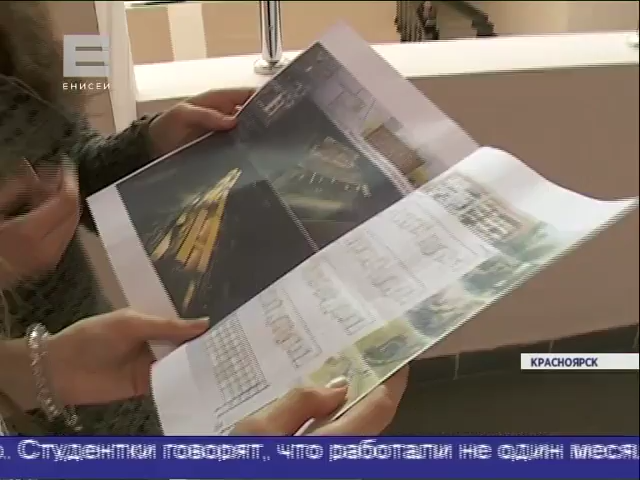 Е
ЕНИСЕЙ
КРАСНОЯРСК
. Студентки говорят, что работали не один меся